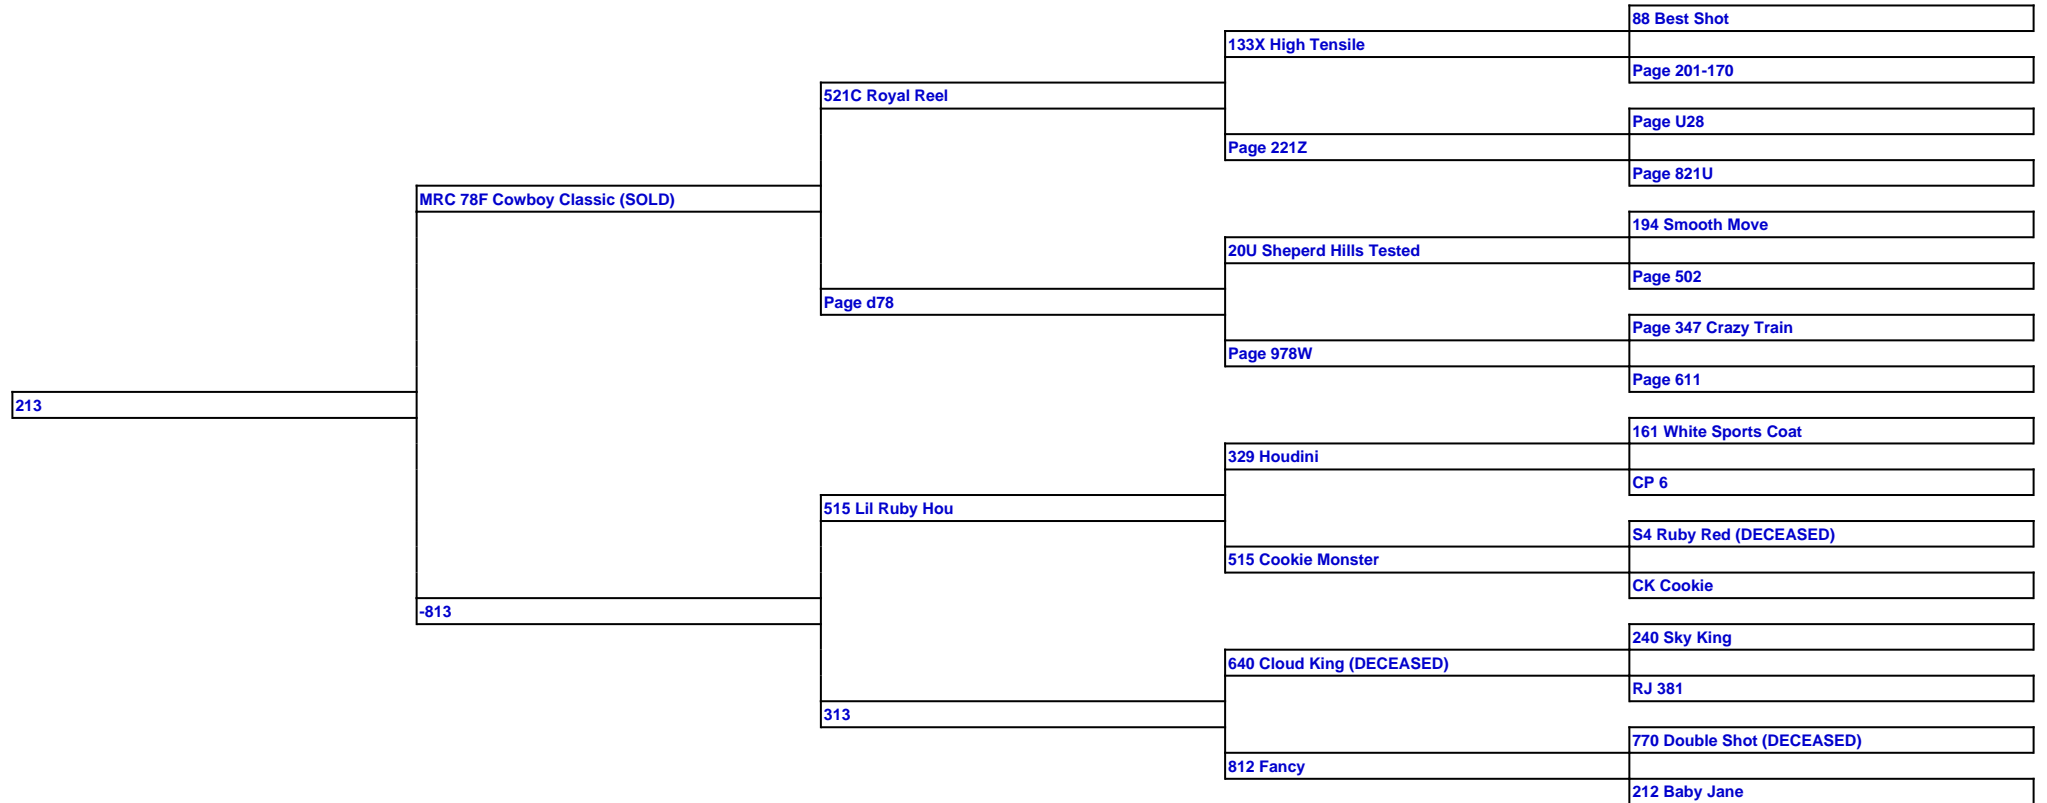 88 Best Shot
133X High Tensile
Page 201-170
521C Royal Reel
Page U28
Page 221Z
Page 821U
MRC 78F Cowboy Classic (SOLD)
194 Smooth Move
20U Sheperd Hills Tested
Page 502
Page d78
Page 347 Crazy Train
Page 978W
Page 611
213
161 White Sports Coat
329 Houdini
CP 6
515 Lil Ruby Hou
S4 Ruby Red (DECEASED)
515 Cookie Monster
CK Cookie
-813
240 Sky King
640 Cloud King (DECEASED)
RJ 381
313
770 Double Shot (DECEASED)
812 Fancy
212 Baby Jane